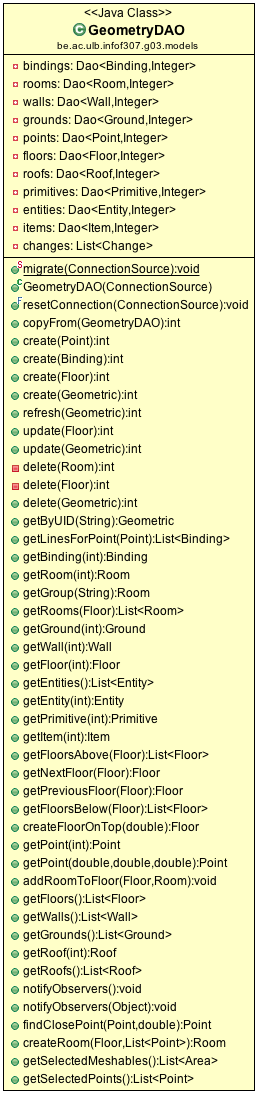 <<Java Class>>
GeometryDAO
be.ac.ulb.infof307.g03.models
bindings: Dao<Binding,Integer>
rooms: Dao<Room,Integer>
walls: Dao<Wall,Integer>
grounds: Dao<Ground,Integer>
points: Dao<Point,Integer>
floors: Dao<Floor,Integer>
roofs: Dao<Roof,Integer>
primitives: Dao<Primitive,Integer>
entities: Dao<Entity,Integer>
items: Dao<Item,Integer>
changes: List<Change>
S migrate(ConnectionSource):void
C GeometryDAO(ConnectionSource)
F resetConnection(ConnectionSource):void
copyFrom(GeometryDAO):int
create(Point):int
create(Binding):int
create(Floor):int
create(Geometric):int
refresh(Geometric):int
update(Floor):int
update(Geometric):int
delete(Room):int
delete(Floor):int
delete(Geometric):int
getByUID(String):Geometric
getLinesForPoint(Point):List<Binding>
getBinding(int):Binding
getRoom(int):Room
getGroup(String):Room
getRooms(Floor):List<Room>
getGround(int):Ground
getWall(int):Wall
getFloor(int):Floor
getEntities():List<Entity>
getEntity(int):Entity
getPrimitive(int):Primitive
getItem(int):Item
getFloorsAbove(Floor):List<Floor>
getNextFloor(Floor):Floor
getPreviousFloor(Floor):Floor
getFloorsBelow(Floor):List<Floor>
createFloorOnTop(double):Floor
getPoint(int):Point
getPoint(double,double,double):Point
addRoomToFloor(Floor,Room):void
getFloors():List<Floor>
getWalls():List<Wall>
getGrounds():List<Ground>
getRoof(int):Roof
getRoofs():List<Roof>
notifyObservers():void
notifyObservers(Object):void
findClosePoint(Point,double):Point
createRoom(Floor,List<Point>):Room
getSelectedMeshables():List<Area>
getSelectedPoints():List<Point>